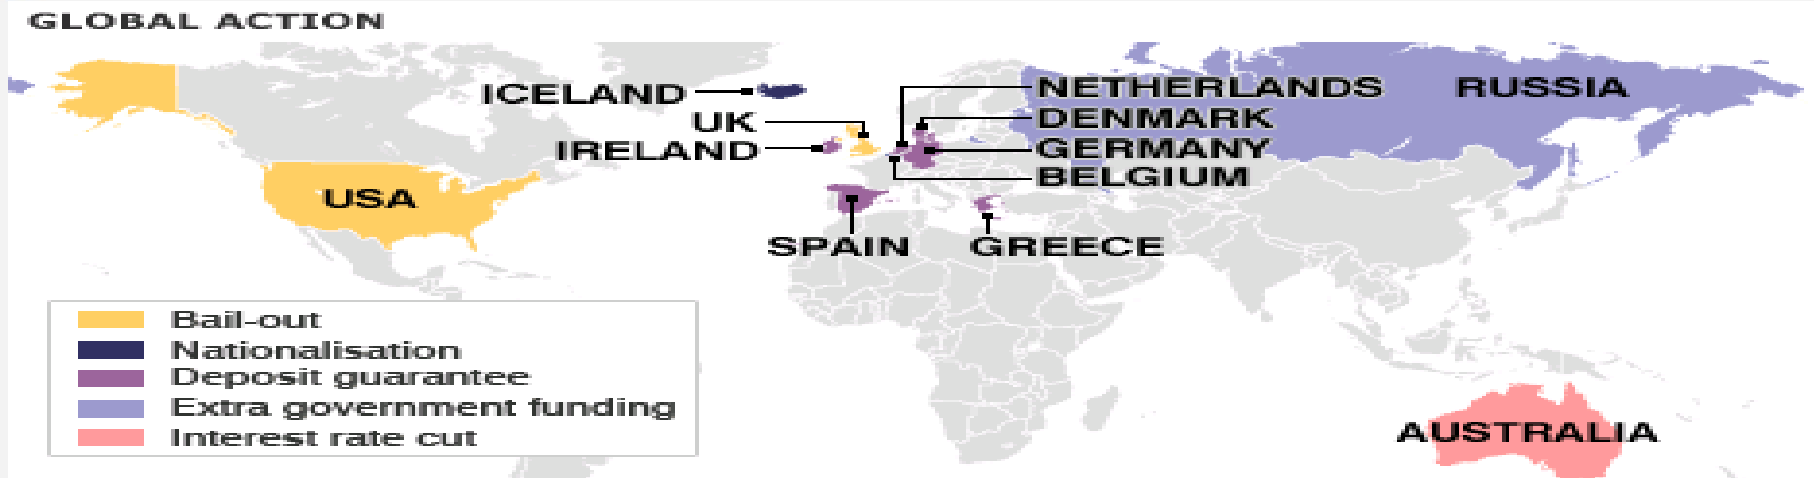 GLOBAL ACTION
ICELAND
UK
IRELAND
NETHERLANDS
DENMARK
GERMANY
BELGIUM
RUSSIA
USA
SPAIN
GREECE
AUSTRALIA
Bail-out
Nationalisation
Deposit guarantee
Extra government funding
Interest rate cut